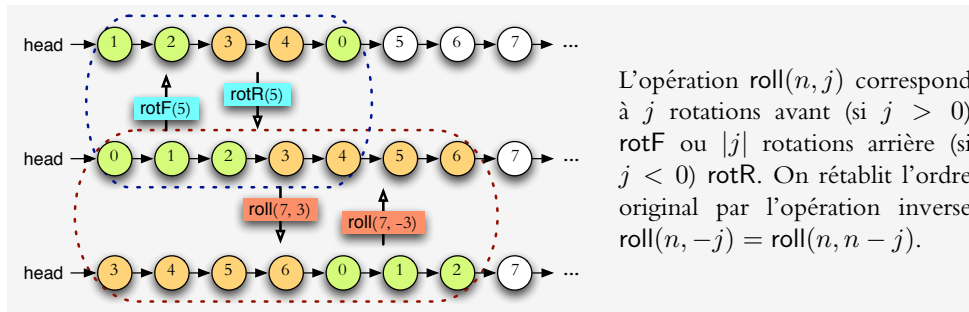 head 1 2 3 4 0 5 6 7 ...
rotF(5) rotR(5)
head 0 1 2 3 4 5 6 7 ...
roll(7, 3) roll(7, -3)
head 3 4 5 6 0 1 2 7 ...
L'opération roll(n, j) correspond
à j rotations avant (si j > 0)
rotF ou |j| rotations arrière (si
j < 0) rotR. On rétablit l'ordre
original par l'opération inverse
roll(n, −j) = roll(n, n − j).